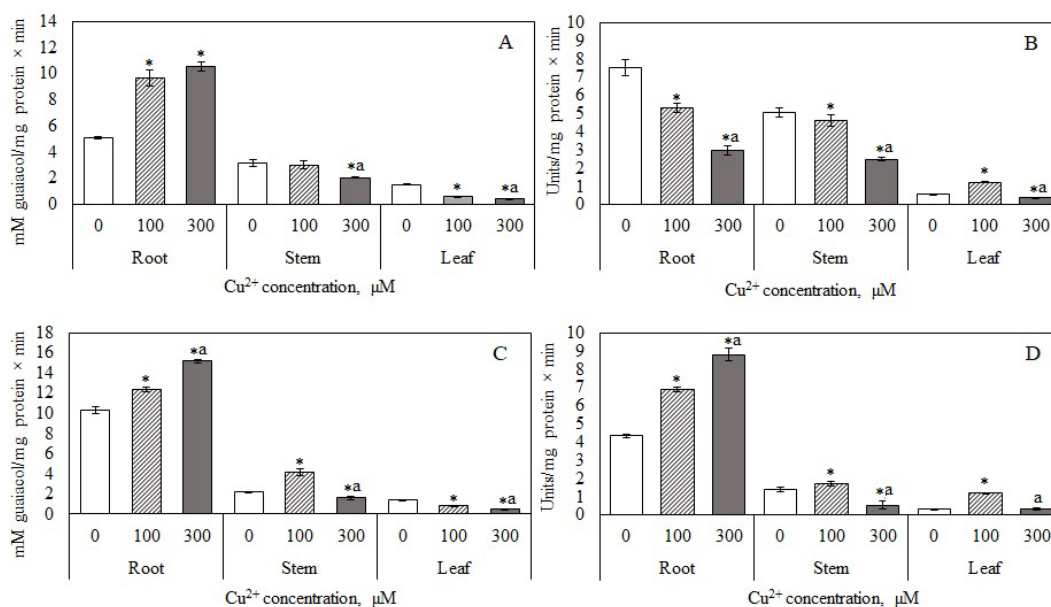 mM guaiacol/mg protein × min
14
12
10
8
6
4
2
0
A
* *
*a
* *a
0 100 300 0 100 300 0 100 300
Root Stem Leaf
Cu²⁺ concentration, μM
Units/mg protein × min
10
9
8
7
6
5
4
3
2
1
0
B
* *a
* *a
* *a
0 100 300 0 100 300 0 100 300
Root Stem Leaf
Cu²⁺ concentration, μM
mM guaiacol/mg protein × min
18
16
14
12
10
8
6
4
2
0
C
* *a
* *a
* *a
0 100 300 0 100 300 0 100 300
Root Stem Leaf
Cu²⁺ concentration, μM
Units/mg protein × min
10
9
8
7
6
5
4
3
2
1
0
D
* *a
* *a
* a
0 100 300 0 100 300 0 100 300
Root Stem Leaf
Cu²⁺ concentration, μM